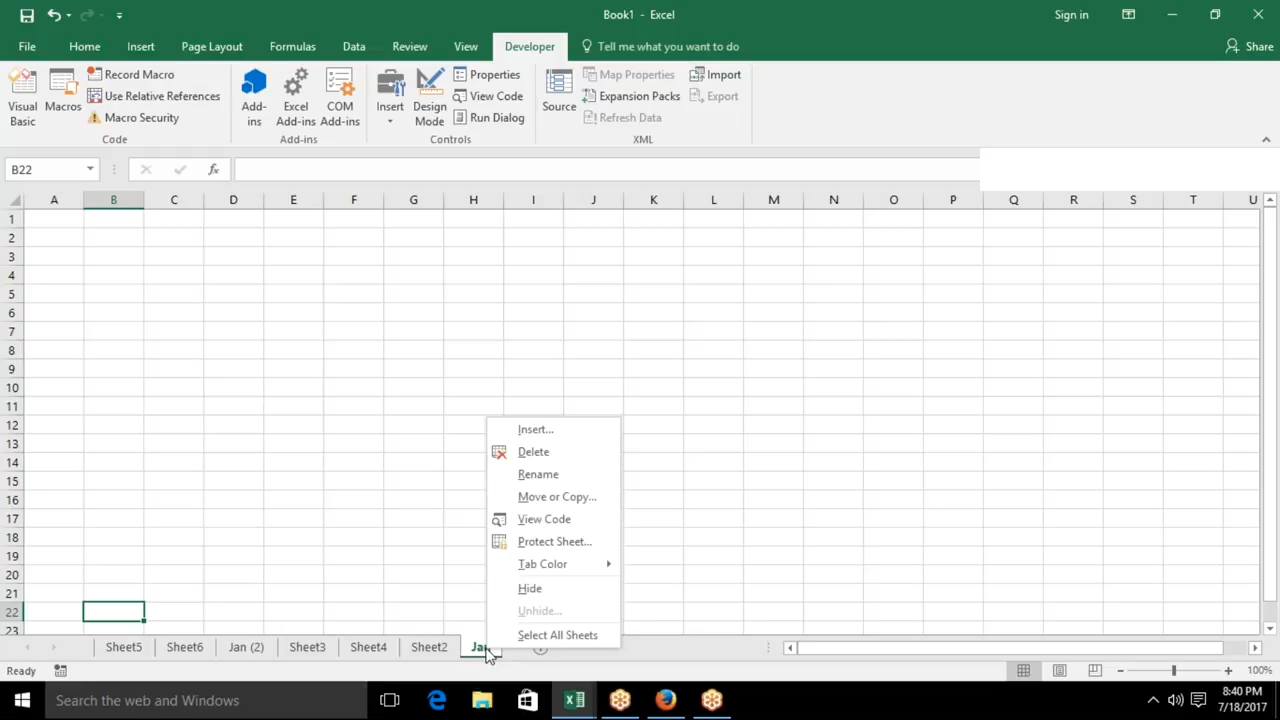 Book1 - Excel
Sign in
File Home Insert Page Layout Formulas Data Review View Developer Tell me what you want to do Share
Visual Basic
Macros
Record Macro
Use Relative References
Macro Security
Code
Add-ins
Excel Add-ins
COM Add-ins
Add-ins
Insert
Design Mode
Properties
View Code
Run Dialog
Controls
Source
Map Properties
Expansion Packs
Refresh Data
Import
Export
XML
B22
fx
A B C D E F G H I J K L M N O P Q R S T U
1
2
3
4
5
6
7
8
9
10
11
12
13
14
15
16
17
18
19
20
21
22
23
Insert...
Delete
Rename
Move or Copy...
View Code
Protect Sheet...
Tab Color
Hide
Unhide...
Select All Sheets
Sheet5 Sheet6 Jan (2) Sheet3 Sheet4 Sheet2 Jan
Ready
100%
Search the web and Windows
8:40 PM
7/18/2017